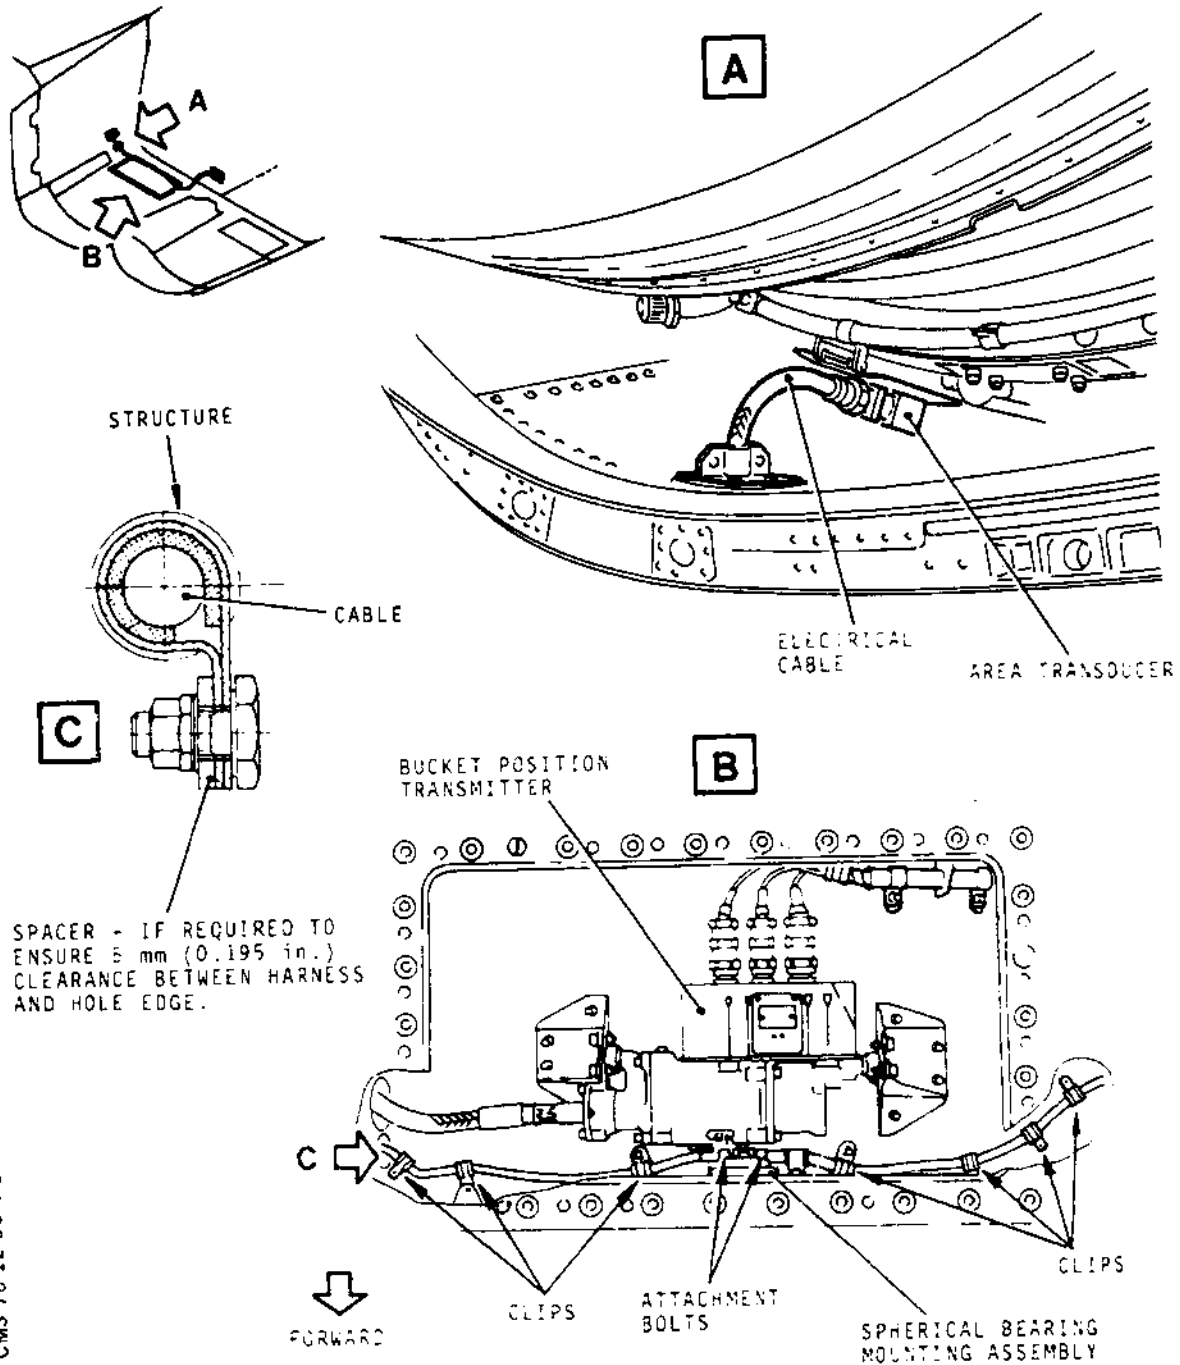 A
A
B
STRUCTURE
CABLE
ELECTRICAL
CABLE
AREA TRANSDUCER
C
BUCKET POSITION
TRANSMITTER
B
SPACER - IF REQUIRED TO
ENSURE 5 mm (0.195 in.)
CLEARANCE BETWEEN HARNESS
AND HOLE EDGE.
C
CLIPS
CLIPS
ATTACHMENT
BOLTS
FORWARD
SPHERICAL BEARING
MOUNTING ASSEMBLY